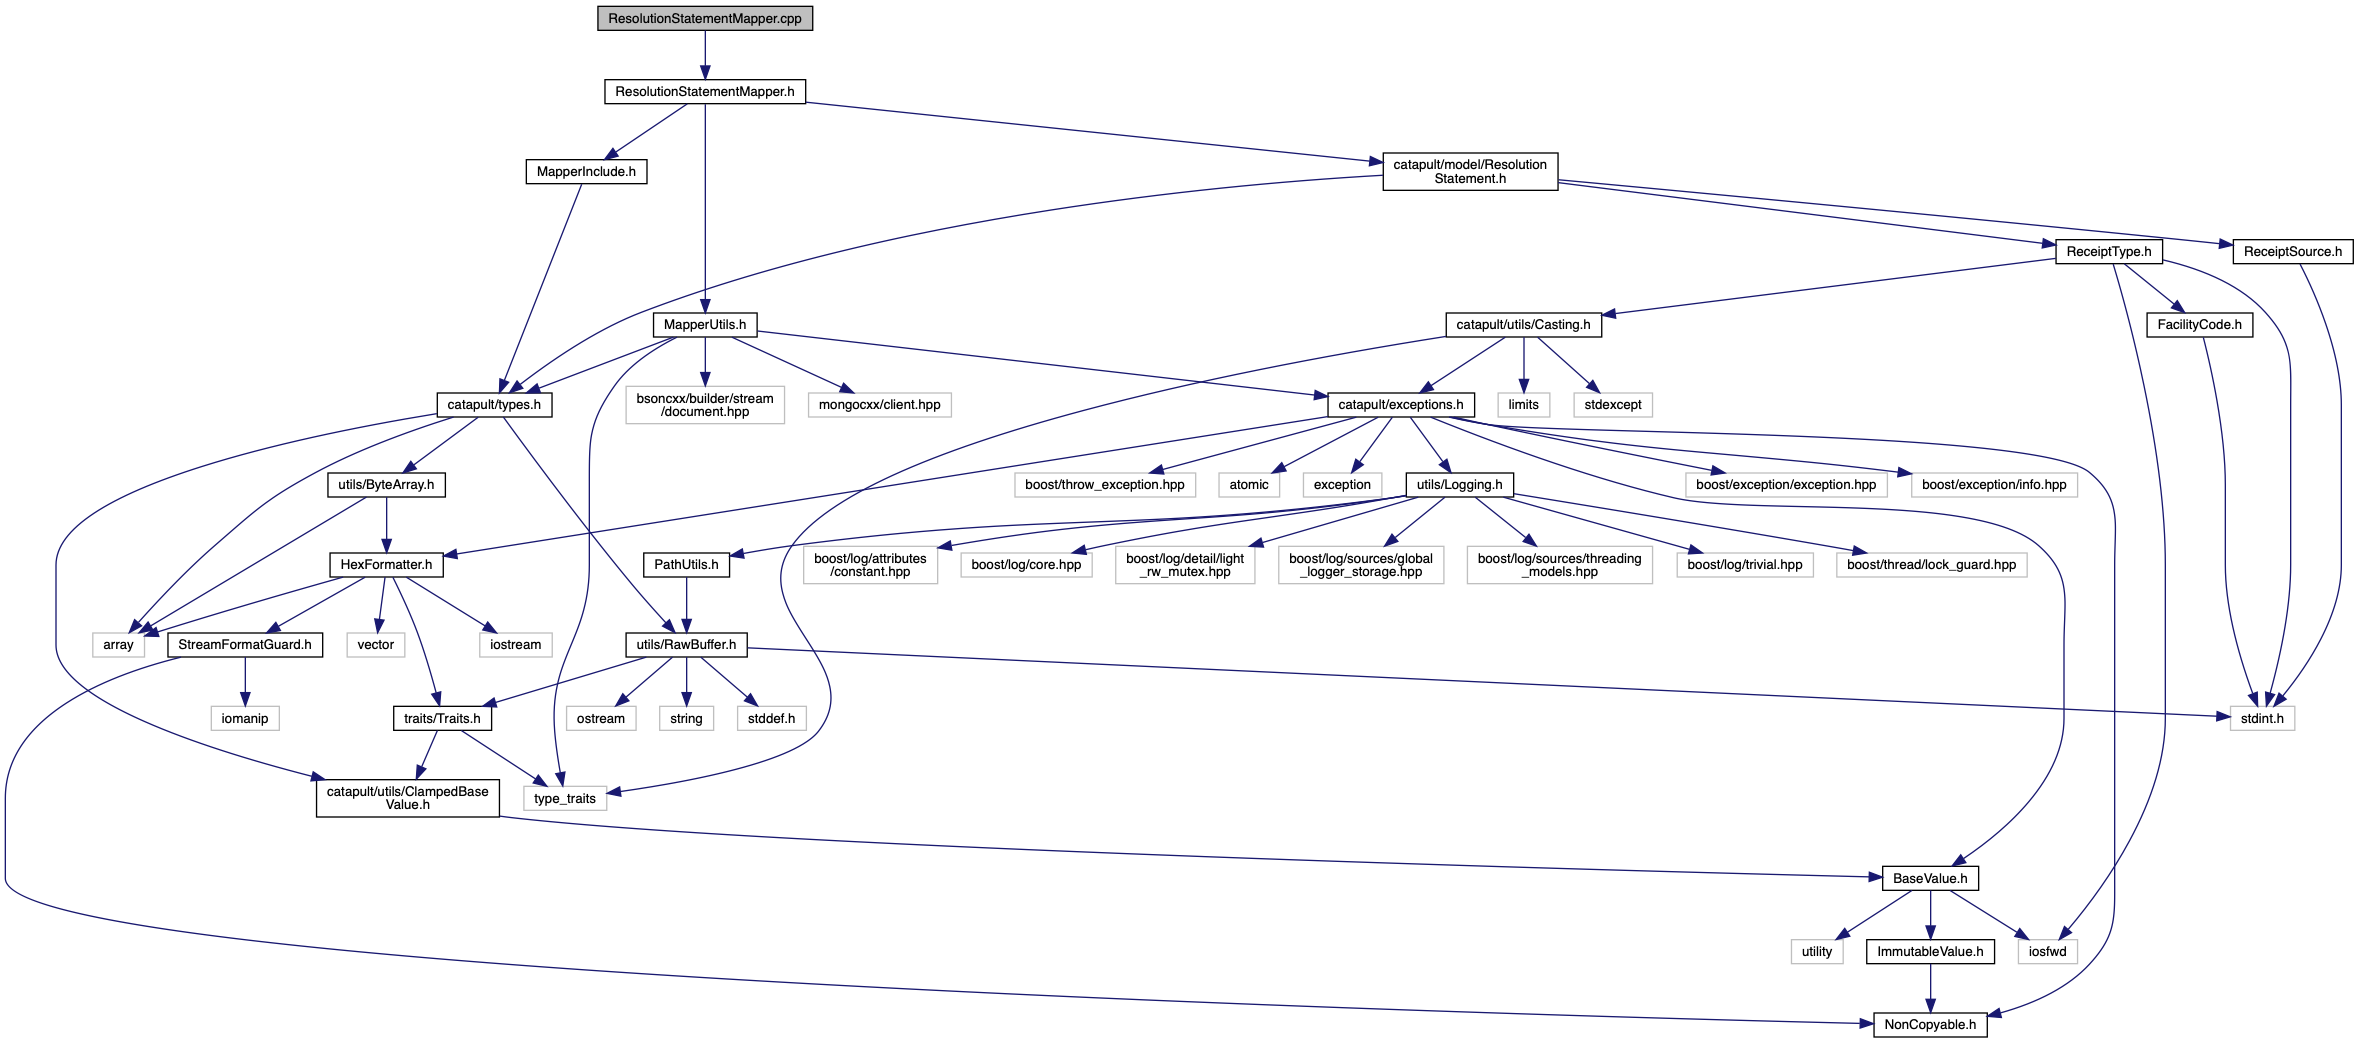 ResolutionStatementMapper.cpp
ResolutionStatementMapper.h
MapperInclude.h
catapult/model/Resolution
Statement.h
ReceiptType.h
ReceiptSource.h
MapperUtils.h
catapult/utils/Casting.h
FacilityCode.h
catapult/types.h
bsoncxx/builder/stream
/document.hpp
mongocxx/client.hpp
catapult/exceptions.h
limits
stdexcept
utils/ByteArray.h
boost/throw_exception.hpp
atomic
exception
utils/Logging.h
boost/exception/exception.hpp
boost/exception/info.hpp
HexFormatter.h
PathUtils.h
boost/log/attributes
/constant.hpp
boost/log/core.hpp
boost/log/detail/light
_rw_mutex.hpp
boost/log/sources/global
_logger_storage.hpp
boost/log/sources/threading
_models.hpp
boost/log/trivial.hpp
boost/thread/lock_guard.hpp
array
StreamFormatGuard.h
vector
iostream
utils/RawBuffer.h
iomanip
traits/Traits.h
ostream
string
stddef.h
stdint.h
catapult/utils/ClampedBase
Value.h
type_traits
BaseValue.h
utility
ImmutableValue.h
iosfwd
NonCopyable.h